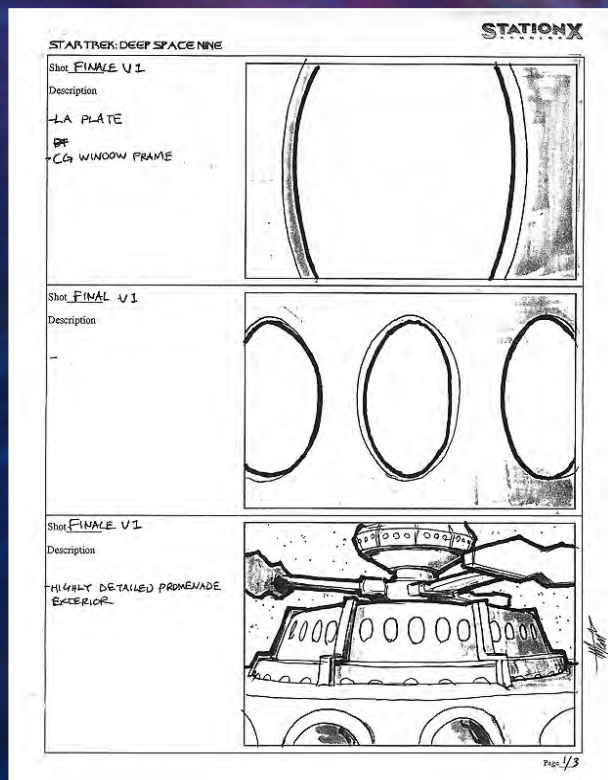 STATIONX
STUDIOS
STAR TREK: DEEP SPACE NINE
Shot FINALE V1
Description
-LA PLATE
-CG WINDOW FRAME
Shot FINAL V1
Description
-
Shot FINALE V1
Description
-HIGHLY DETAILED PROMENADE
EXTERIOR
Page 1/3